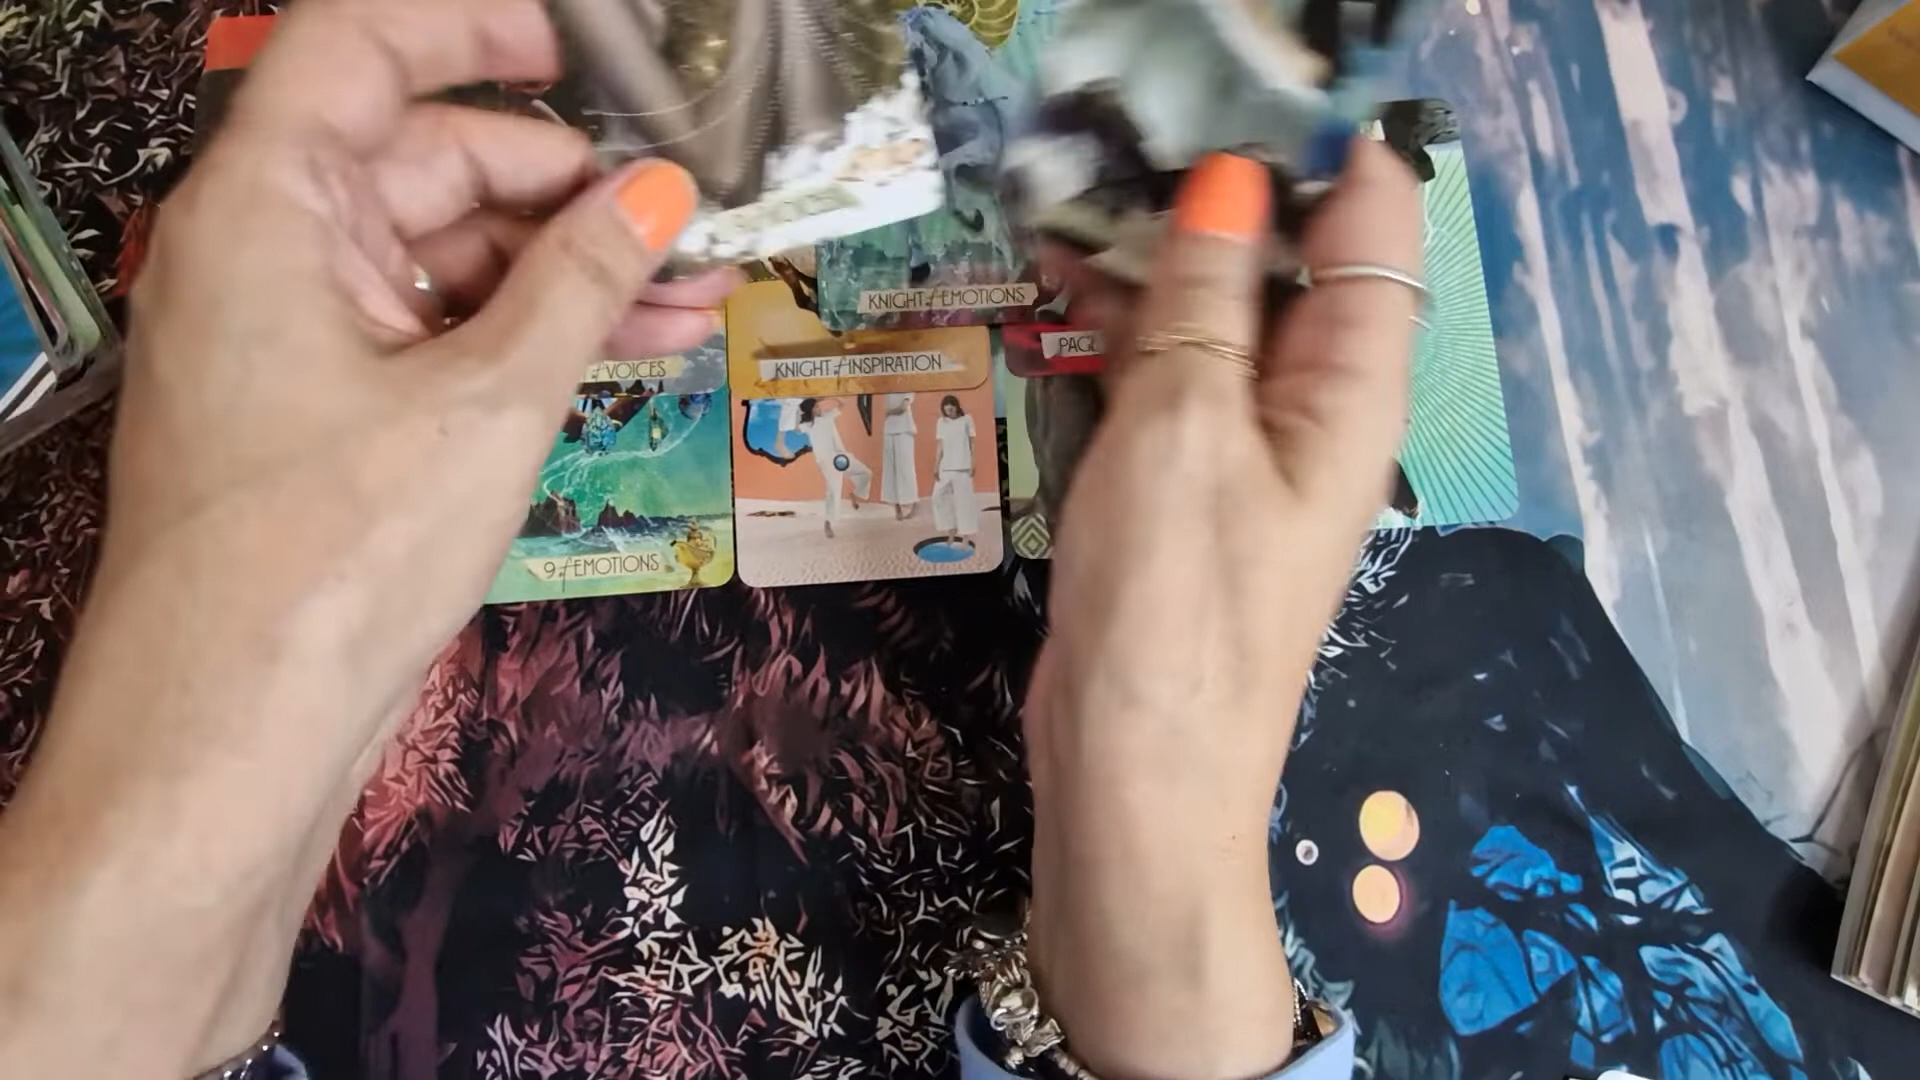 KNIGHT of EMOTIONS
PAGE
of VOICES
KNIGHT of INSPIRATION
9 of EMOTIONS